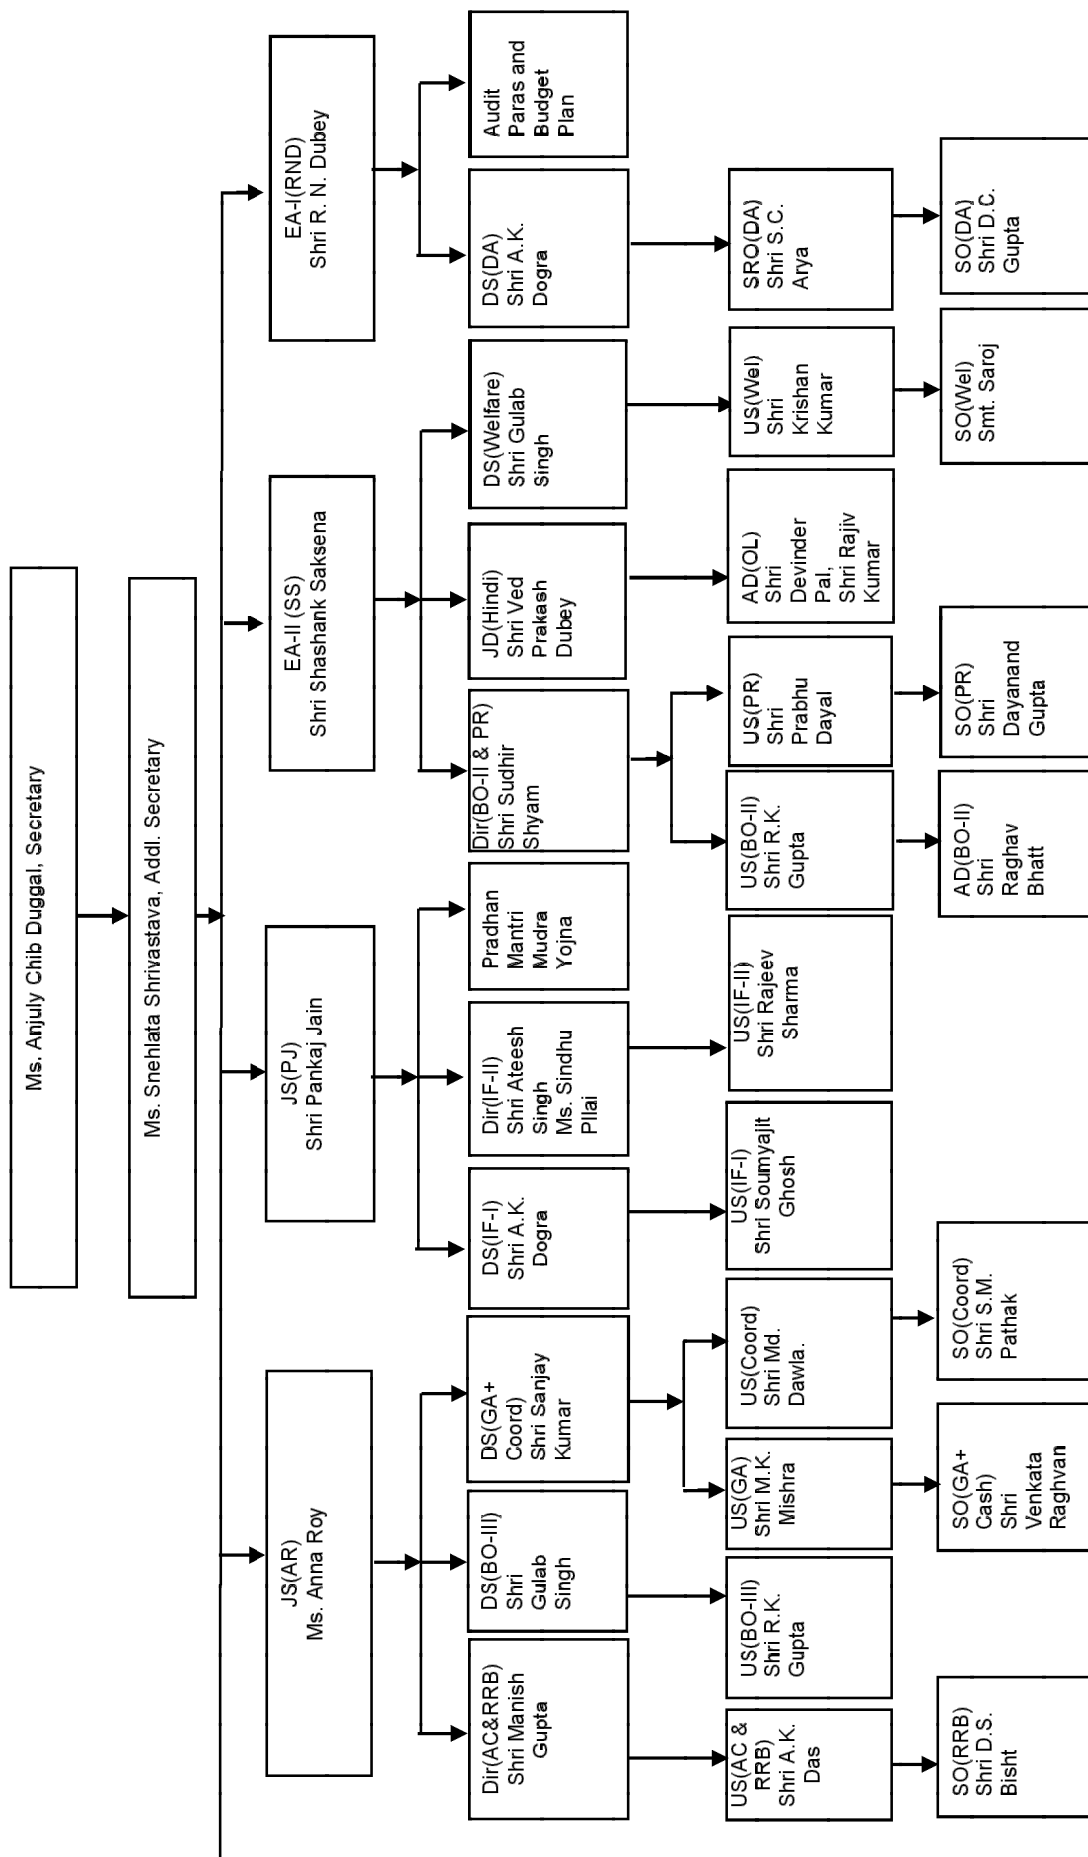 Ms. Anjuly Chib Duggal, Secretary
Ms. Snehlata Shrivastava, Addl. Secretary
JS(AR)
Ms. Anna Roy
JS(PJ)
Shri Pankaj Jain
EA-II (SS)
Shri Shashank Saksena
EA-I(RND)
Shri R. N. Dubey
Dir(AC&RRB)
Shri Manish
Gupta
DS(BO-III)
Shri
Gulab
Singh
DS(GA+
Coord)
Shri Sanjay
Kumar
DS(IF-I)
Shri A.K.
Dogra
Dir(IF-II)
Shri Ateesh
Singh
Ms. Sindhu
Pllai
Pradhan
Mantri
Mudra
Yojna
Dir(BO-II & PR)
Shri Sudhir
Shyam
JD(Hindi)
Shri Ved
Prakash
Dubey
DS(Welfare)
Shri Gulab
Singh
DS(DA)
Shri A.K.
Dogra
Audit
Paras and
Budget
Plan
US(AC &
RRB)
Shri A.K.
Das
US(BO-III)
Shri R.K.
Gupta
US(GA)
Shri M.K.
Mishra
US(Coord)
Shri Md.
Dawla.
US(IF-I)
Shri Soumyajit
Ghosh
US(IF-II)
Shri Rajeev
Sharma
US(BO-II)
Shri R.K.
Gupta
US(PR)
Shri
Prabhu
Dayal
AD(OL)
Shri
Devinder
Pal,
Shri Rajiv
Kumar
US(Wel)
Shri
Krishan
Kumar
SRO(DA)
Shri S.C.
Arya
SO(RRB)
Shri D.S.
Bisht
SO(GA+
Cash)
Shri
Venkata
Raghvan
SO(Coord)
Shri S.M.
Pathak
AD(BO-II)
Shri
Raghav
Bhatt
SO(PR)
Shri
Dayanand
Gupta
SO(Wel)
Smt. Saroj
SO(DA)
Shri D.C.
Gupta